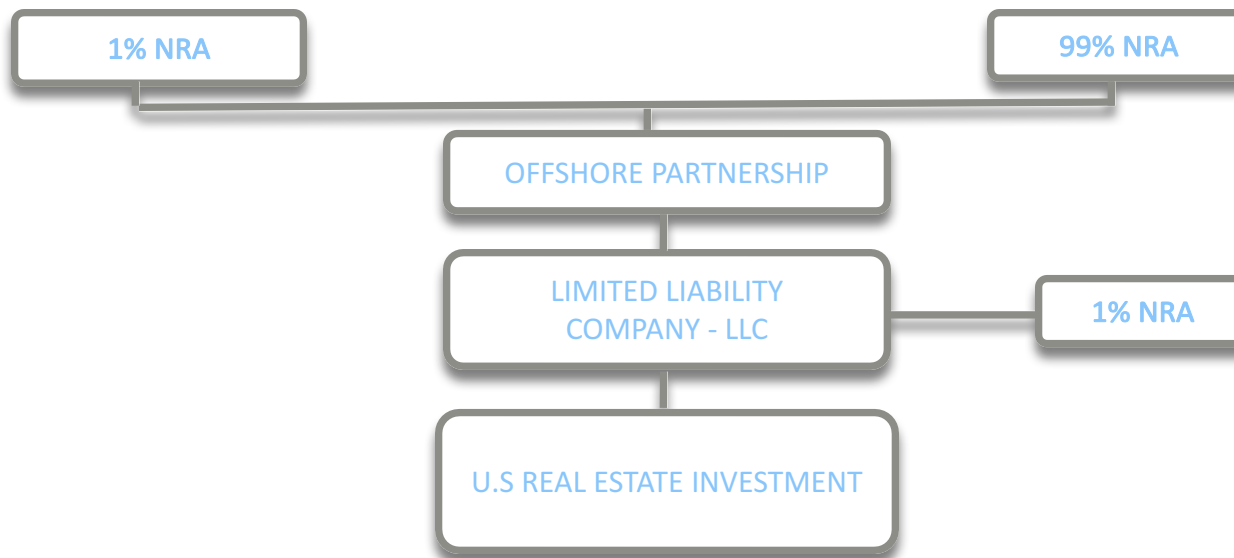 1% NRA
99% NRA
OFFSHORE PARTNERSHIP
LIMITED LIABILITY
COMPANY - LLC
1% NRA
U.S REAL ESTATE INVESTMENT